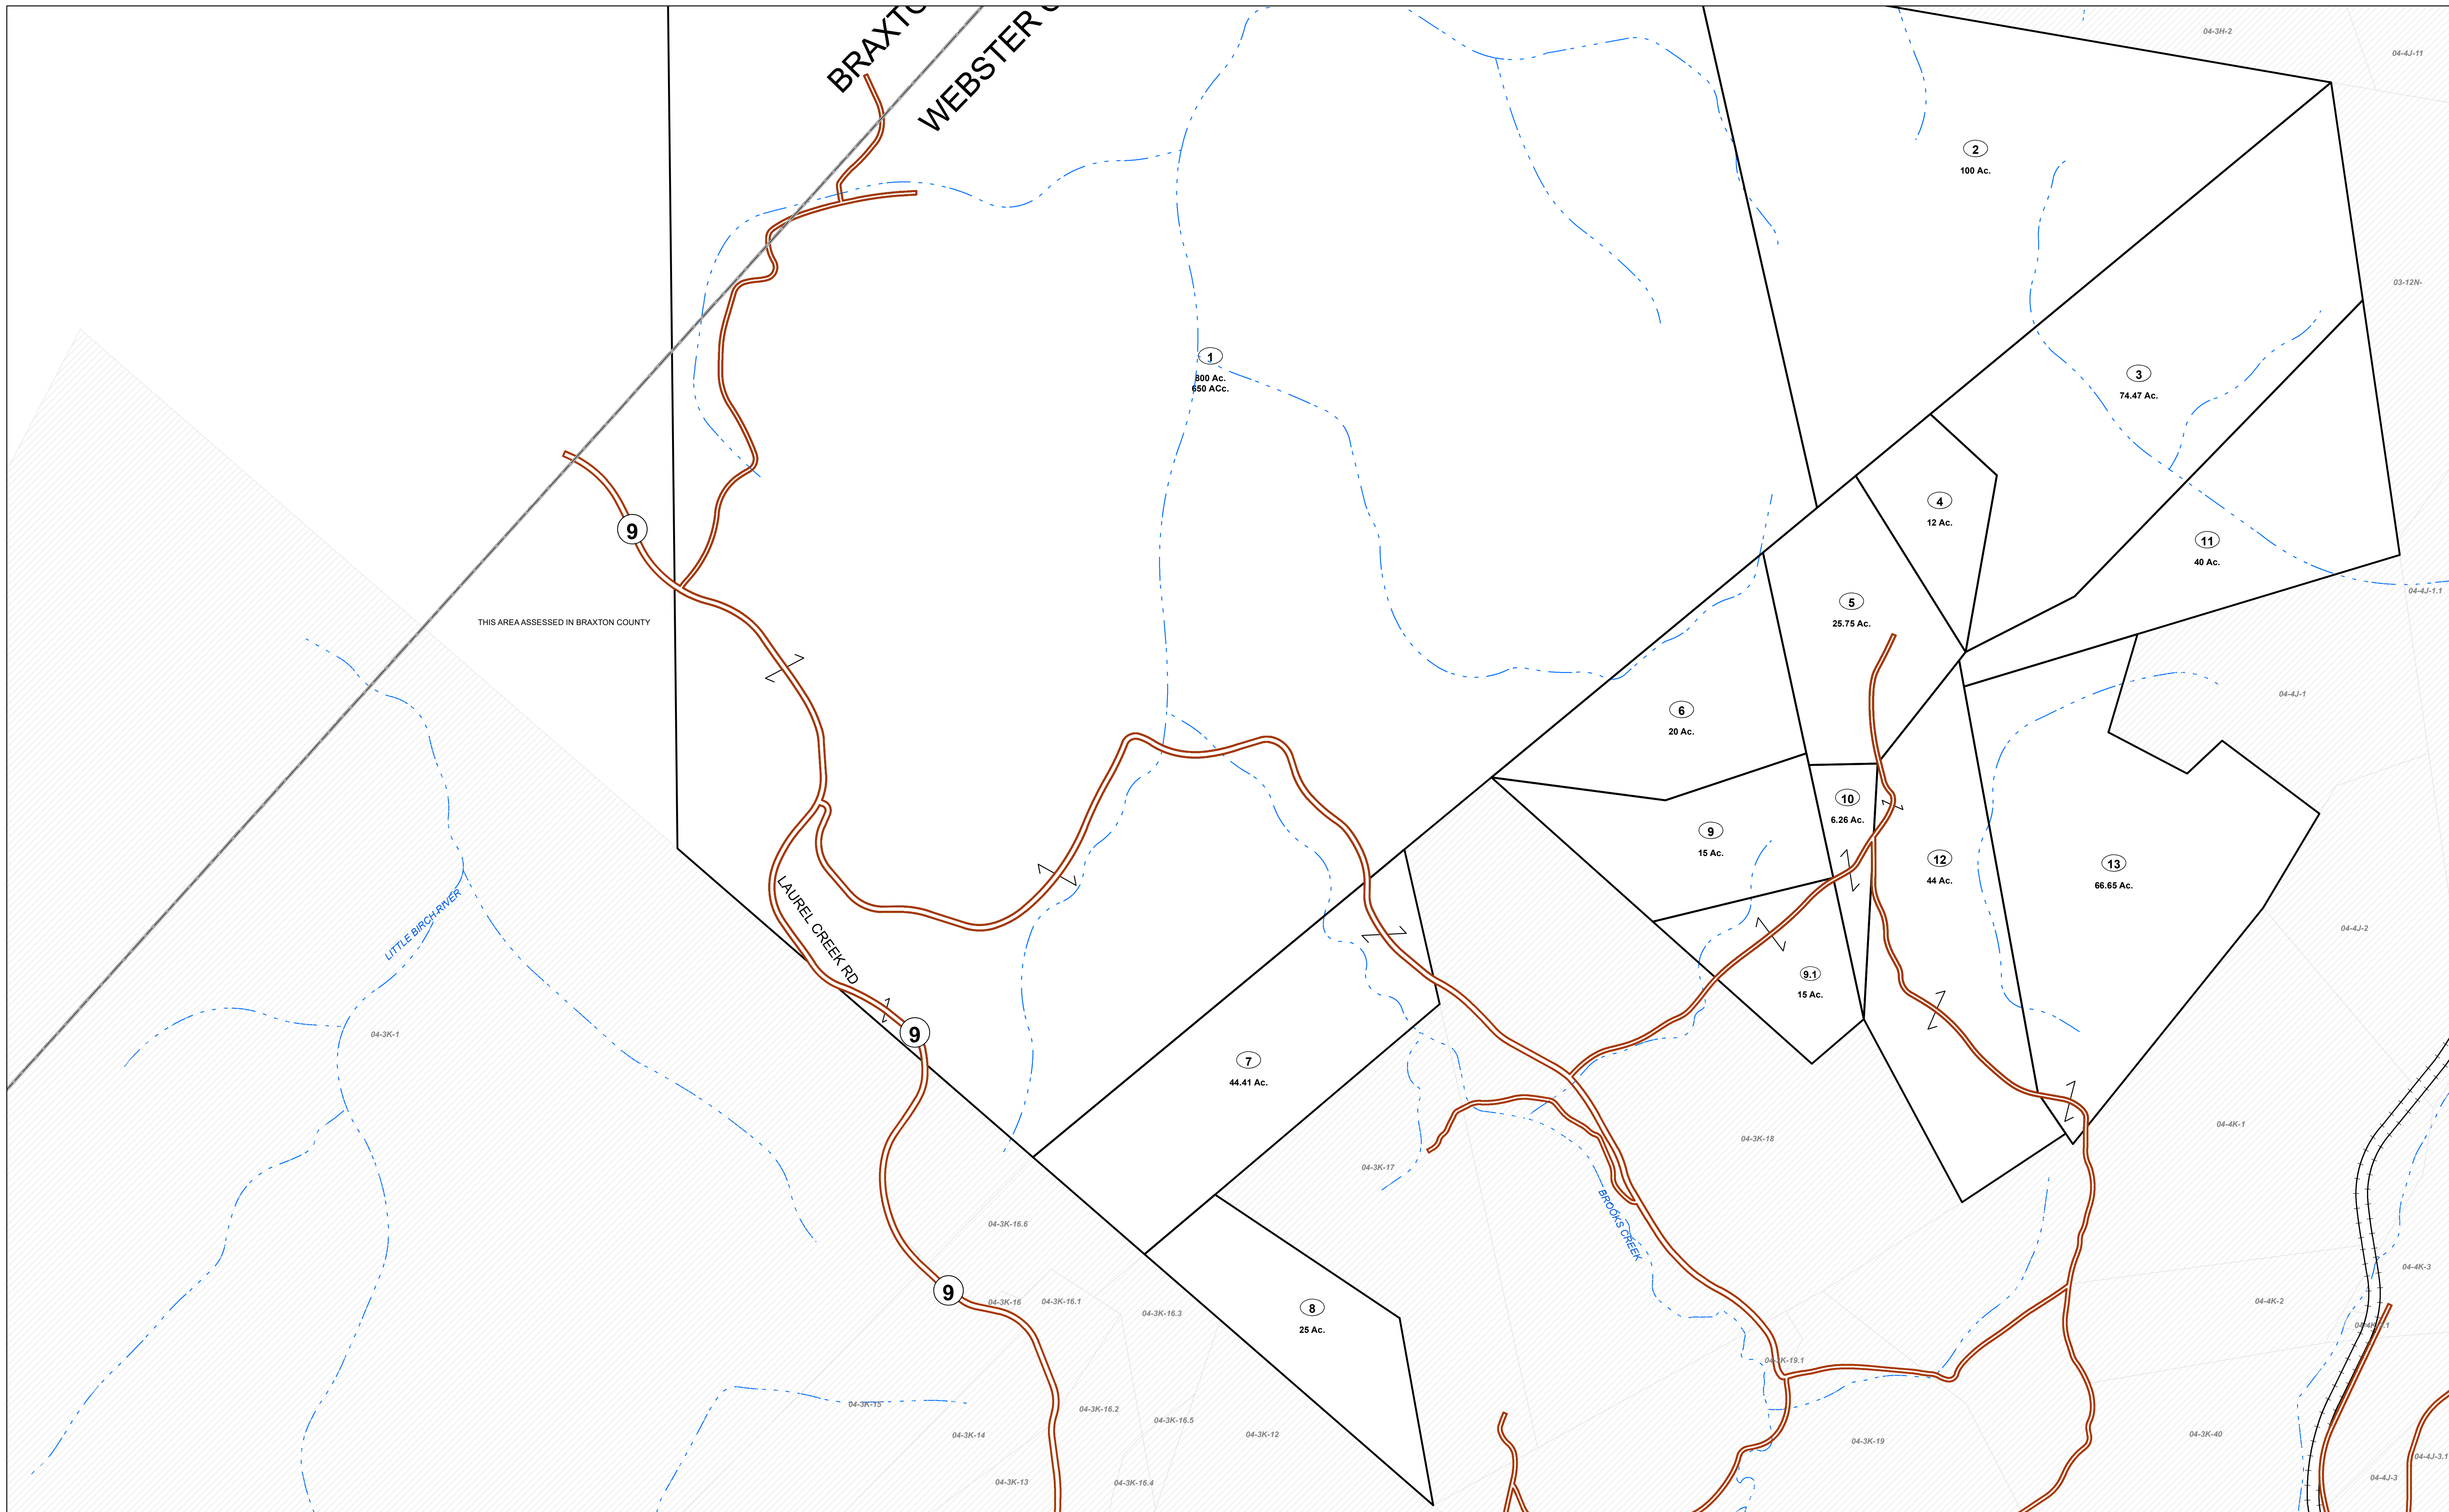 BRAXTO
WEBSTER C
04-3H-2
04-4J-11
2
100 Ac.
03-12N-
1
800 Ac.
650 ACc.
3
74.47 Ac.
4
12 Ac.
9
11
40 Ac.
04-4J-1.1
5
25.75 Ac.
THIS AREA ASSESSED IN BRAXTON COUNTY
04-4J-1
6
20 Ac.
10
6.26 Ac.
9
15 Ac.
12
44 Ac.
13
66.65 Ac.
LAUREL CREEK RD
LITTLE BIRCH RIVER
04-4J-2
9.1
15 Ac.
04-3K-1
9
7
44.41 Ac.
04-4K-1
04-3K-18
04-3K-17
04-3K-16.6
BROOKS CREEK
04-4K-3
9
04-3K-16
04-3K-16.1
04-3K-16.3
8
25 Ac.
04-4K-2
04-3K-19.1
04-3K-15
04-3K-16.2
04-3K-16.5
04-3K-14
04-3K-12
04-3K-19
04-3K-40
04-3K-13
04-3K-16.4
04-4J-3
04-4J-3.1